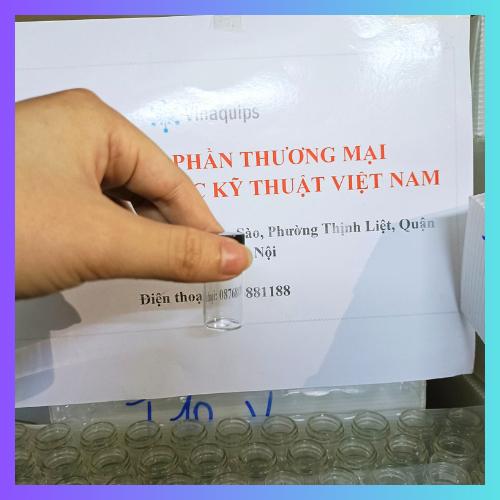 vinaquips
PHẦN THƯƠNG MẠI
KỸ THUẬT VIỆT NAM
Sào, Phường Thịnh Liệt, Quận
Nội
Điện thoạ
881188